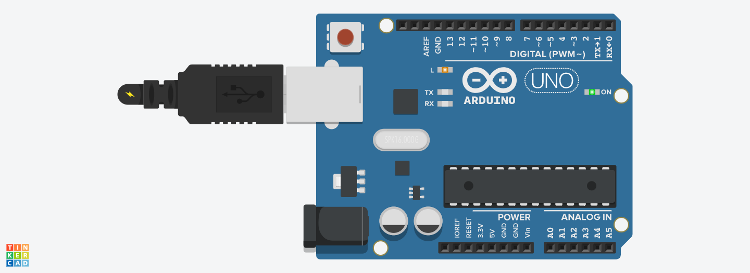 AREF
GND
13
12
~11
~10
~9
8
7
~6
~5
4
~3
2
TX→1
RX←0
DIGITAL (PWM~)
L
TX
RX
ARDUINO
UNO
ON
POWER
ANALOG IN
IOREF
RESET
3.3V
5V
GND
GND
Vin
A0
A1
A2
A3
A4
A5
TIN
KER
CAD